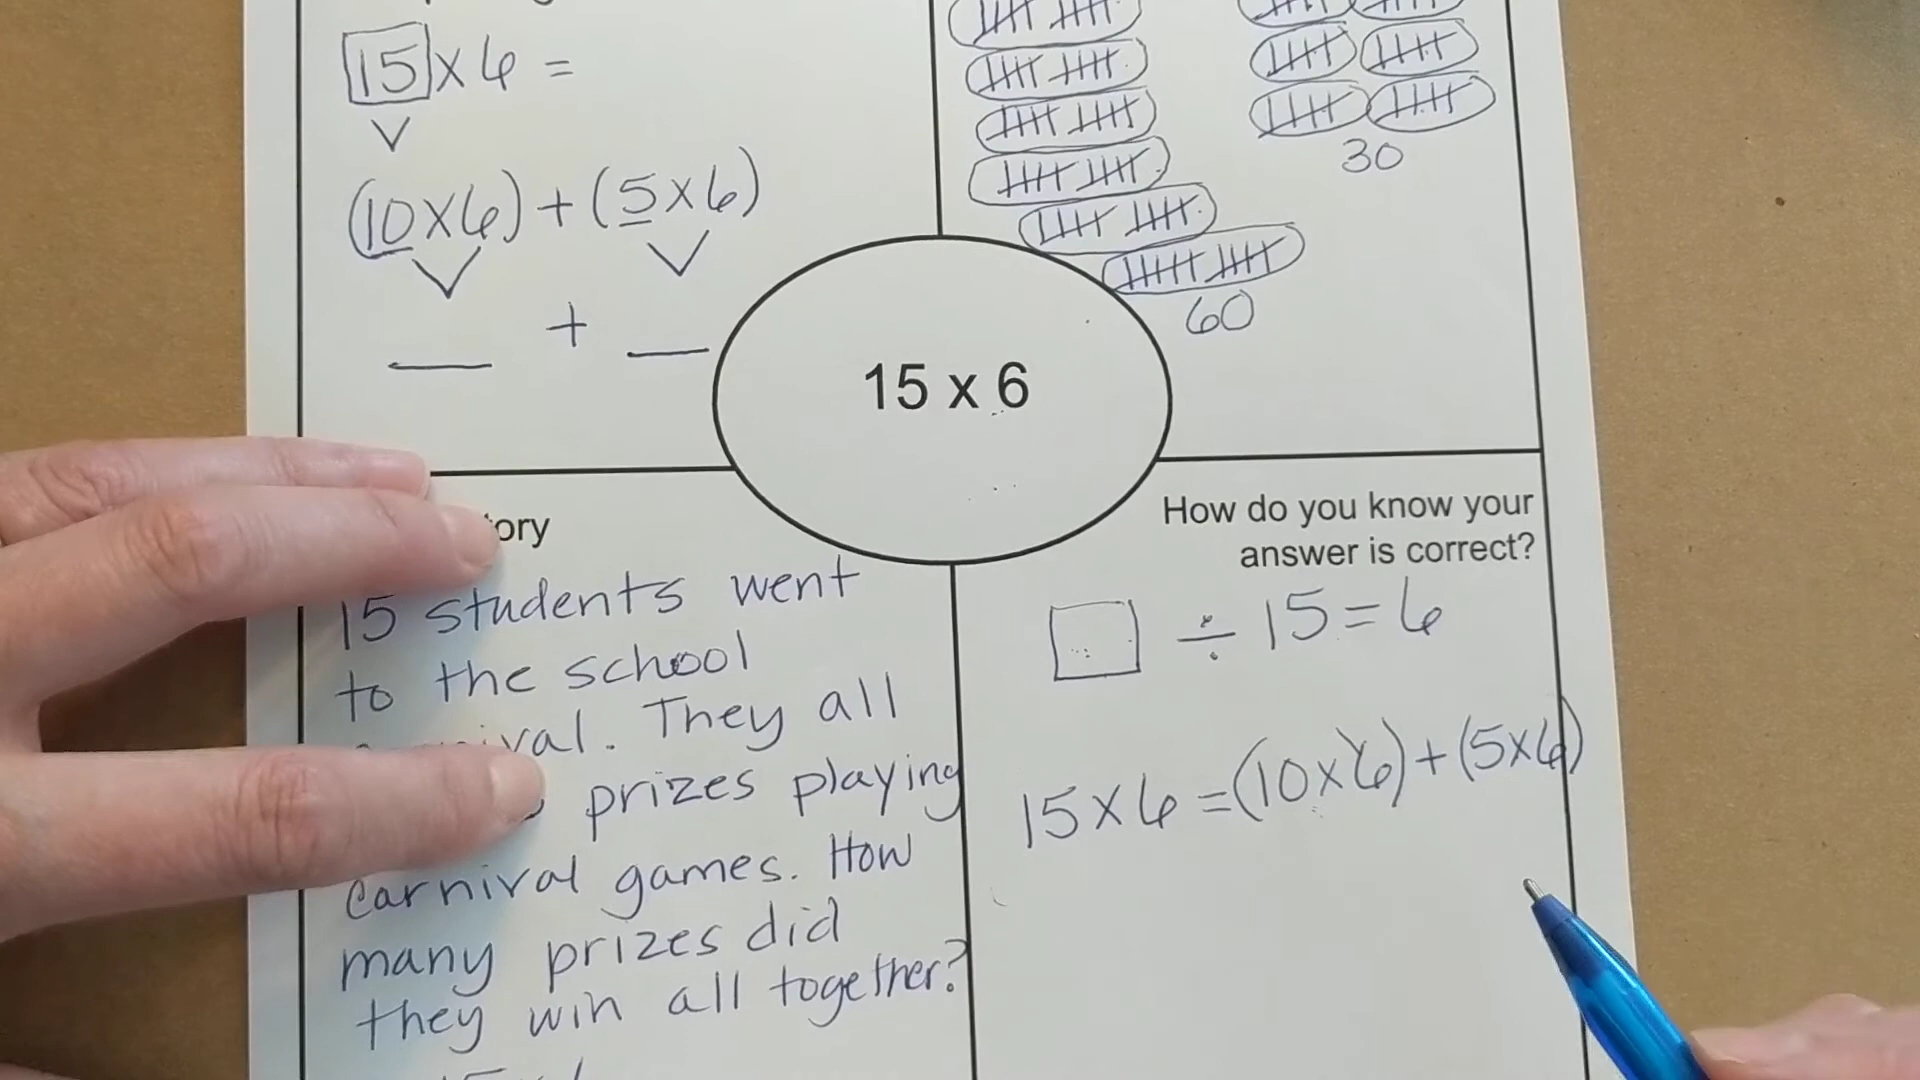 15 x 6 =
(10 x 6) + (5 x 6)
+
30
60
15 x 6
ory
15 students went
to the school
val. They all
prizes playing
carnival games. How
many prizes did
they win all together?
How do you know your
answer is correct?
÷ 15 = 6
15 x 6 = (10 x 6) + (5 x 6)